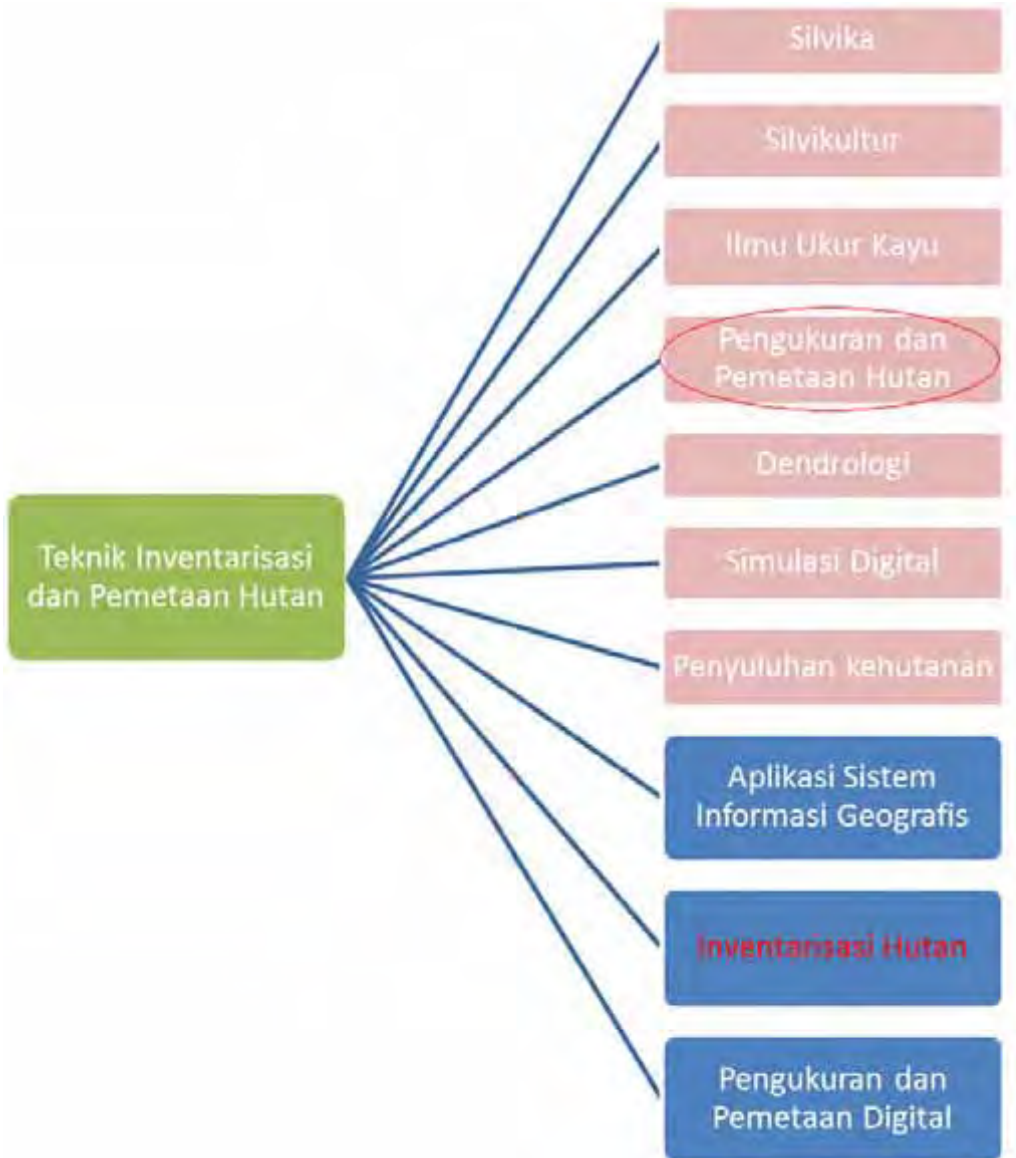 Teknik Inventarisasi
dan Pemetaan Hutan
Silvika
Silvikultur
Ilmu Ukur Kayu
Pengukuran dan
Pemetaan Hutan
Dendrologi
Simulasi Digital
Penyuluhan kehutanan
Aplikasi Sistem
Informasi Geografis
Inventarisasi Hutan
Pengukuran dan
Pemetaan Digital